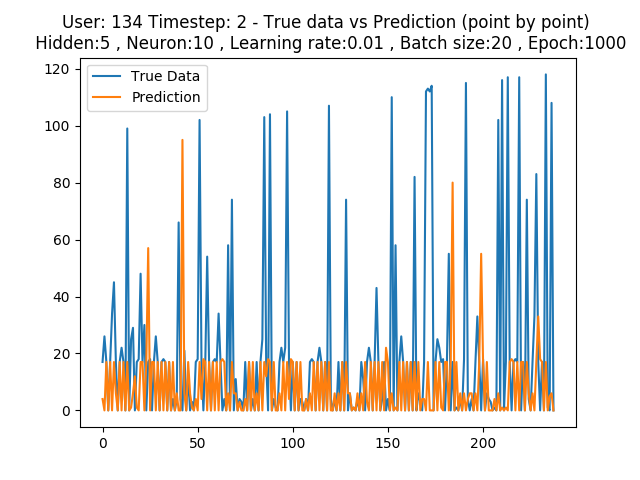 User: 134 Timestep: 2 - True data vs Prediction (point by point)
Hidden:5 , Neuron:10 , Learning rate:0.01 , Batch size:20 , Epoch:1000
True Data
Prediction
120
100
80
60
40
20
0
0 50 100 150 200